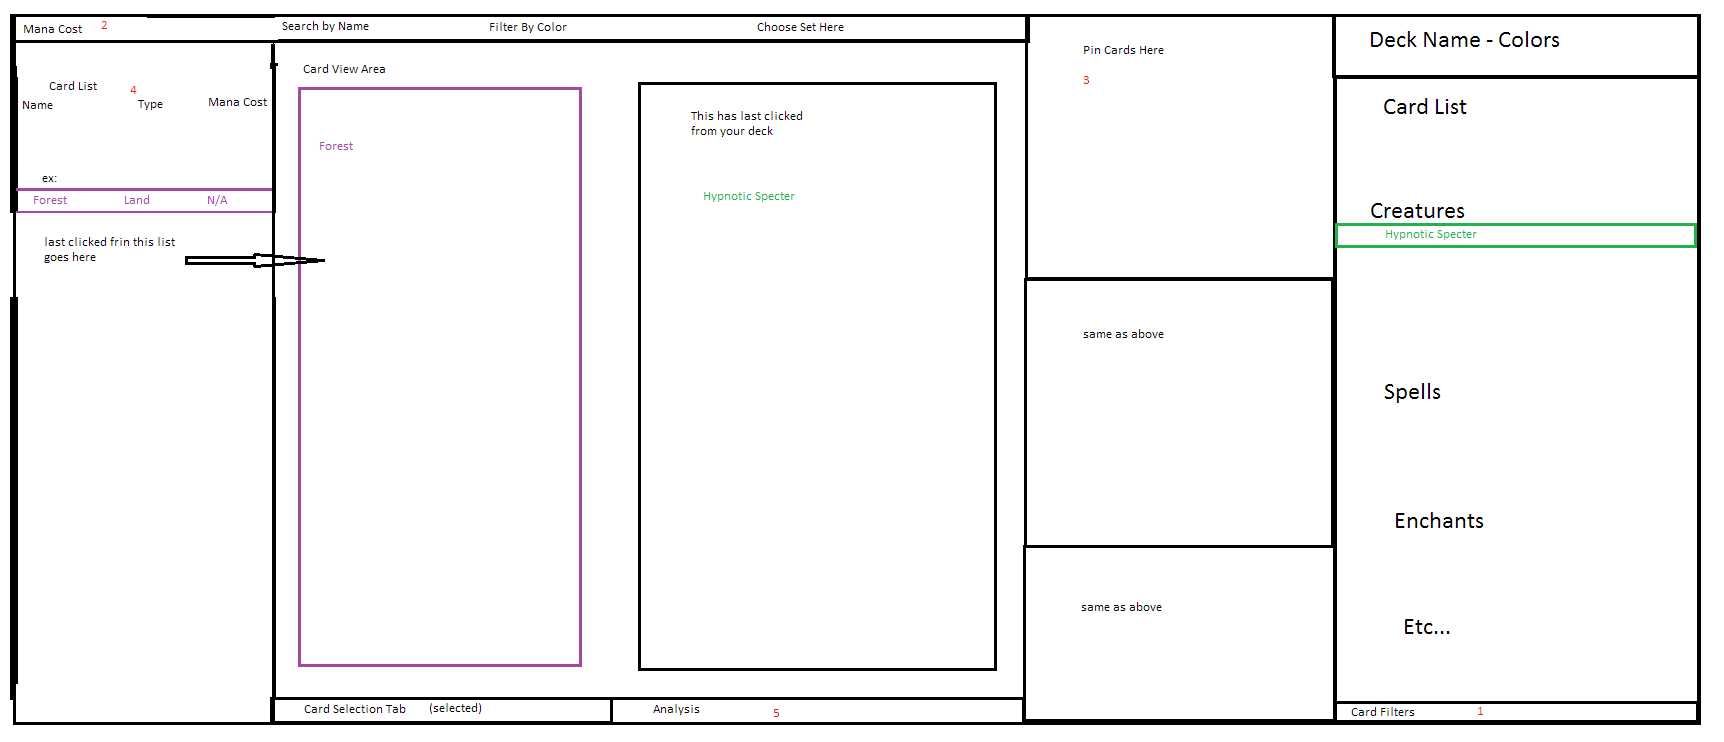 Mana Cost 2
Search by Name
Filter By Color
Choose Set Here
Card List 4
Name Type Mana Cost
ex:
Forest Land N/A
last clicked frin this list
goes here
Card View Area
Forest
This has last clicked
from your deck
Hypnotic Specter
Card Selection Tab (selected)
Analysis 5
Pin Cards Here
3
same as above
same as above
Deck Name - Colors
Card List
Creatures
Hypnotic Specter
Spells
Enchants
Etc...
Card Filters 1